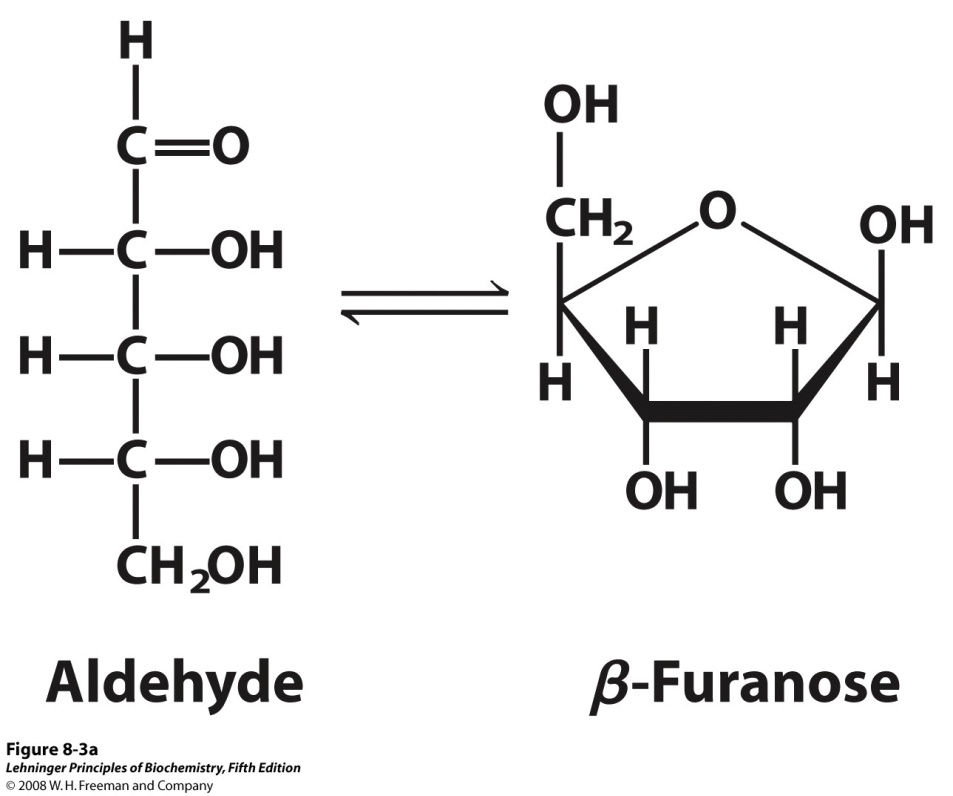 H
C=O
H—C—OH
H—C—OH
H—C—OH
CH₂OH
Aldehyde
OH
CH₂
O
OH
H
H
H
H
OH
OH
β-Furanose
Figure 8-3a
Lehninger Principles of Biochemistry, Fifth Edition
© 2008 W. H. Freeman and Company